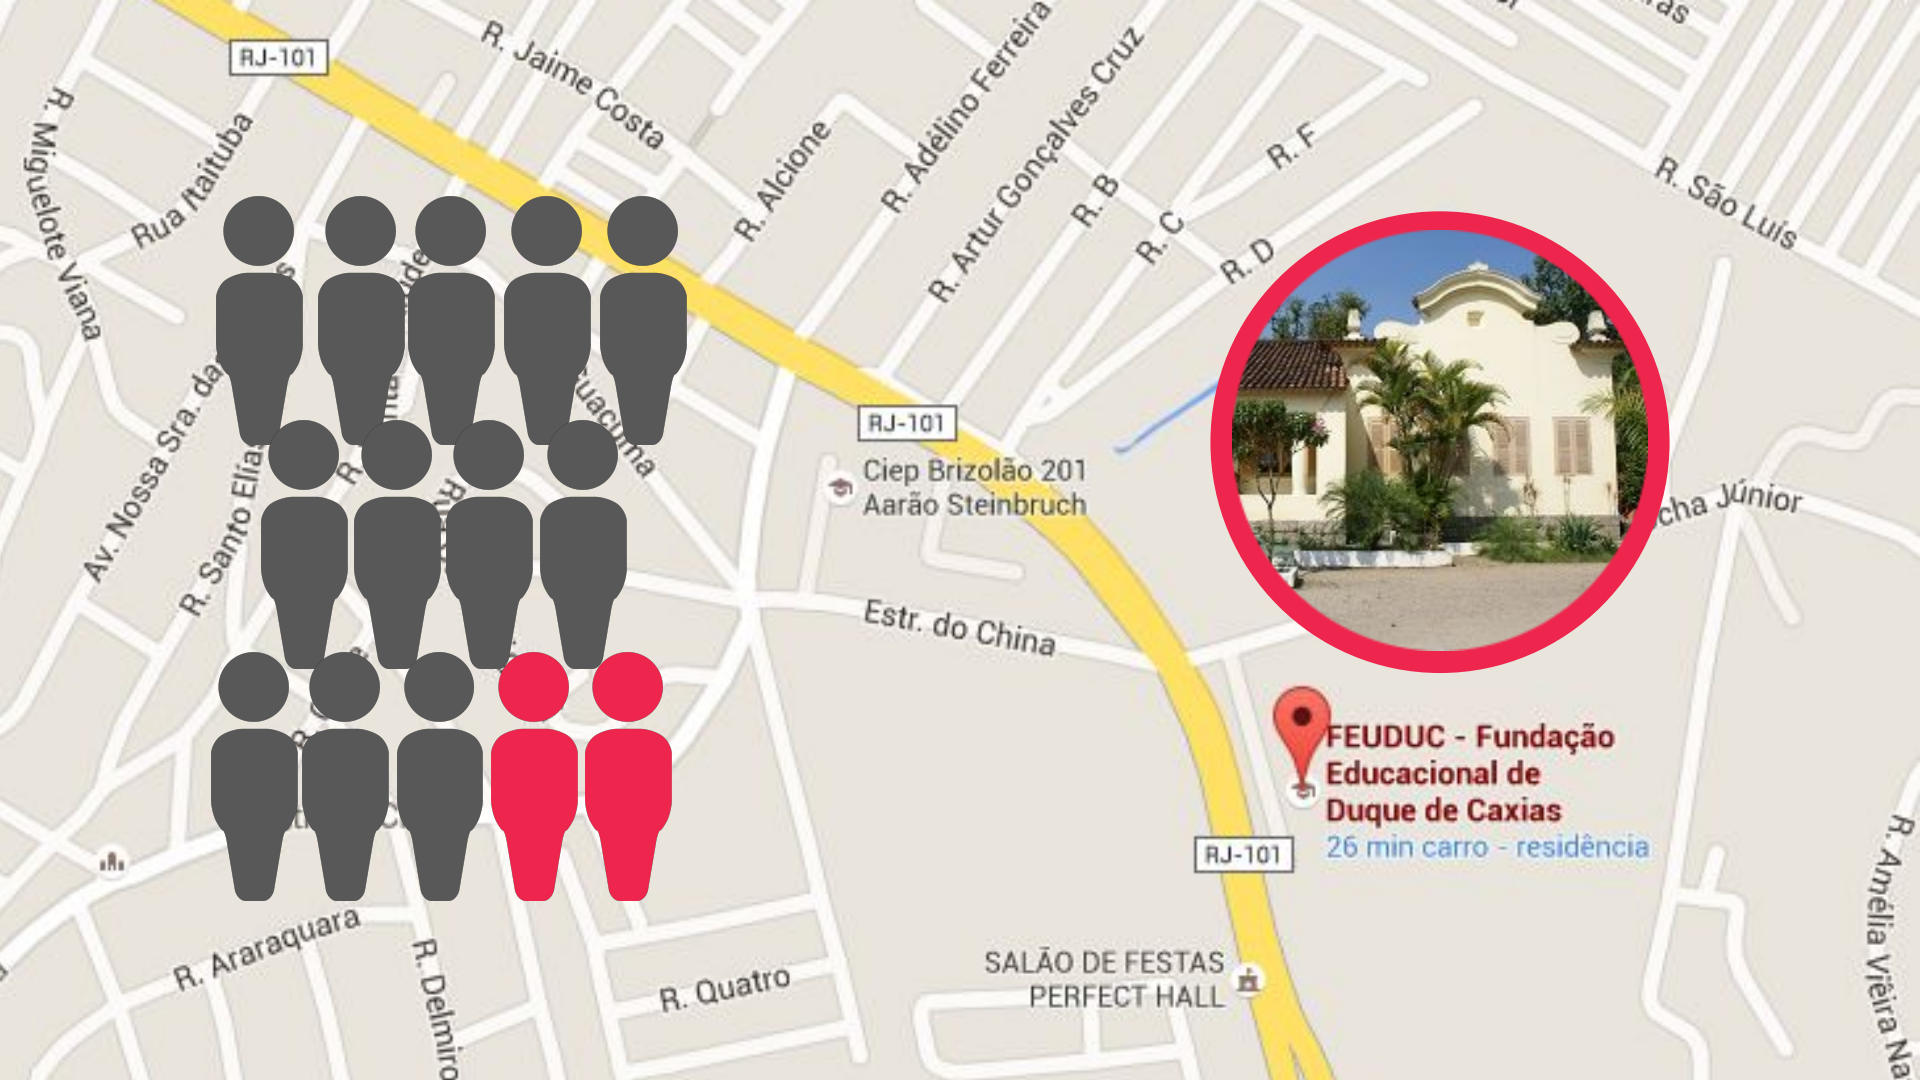 RJ-101
R. Jaime Costa
R. Miguelote Viana
Rua Itaituba
R. Alcione
R. Adelino Ferreira
R. Artur Gonçalves Cruz
R. B
R. C
R. F
R. D
R. São Luís
Av. Nossa Sra. da
R. Santo Elias
RJ-101
Ciep Brizolão 201
Aarão Steinbruch
Júnior
Estr. do China
FEUDUC - Fundação
Educacional de
Duque de Caxias
26 min carro - residência
RJ-101
R. Amélia Vieira Na
R. Araraquara
R. Delmiro
R. Quatro
SALÃO DE FESTAS
PERFECT HALL